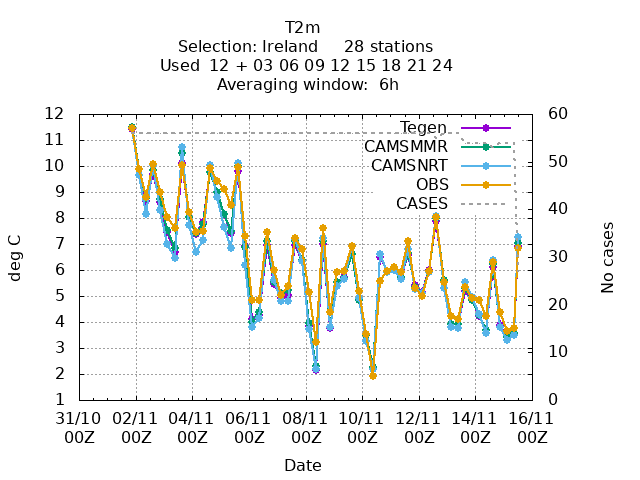 T2m
Selection: Ireland     28 stations
Used  12 + 03 06 09 12 15 18 21 24
Averaging window:  6h
12 60
Tegen
11
CAMSMMR
50
10 CAMSNRT
OBS
9
CASES 40
8
7 30
6
5 20
4
3 10
2
1 0
deg C
No cases
31/10 02/11 04/11 06/11 08/11 10/11 12/11 14/11 16/11
00Z 00Z 00Z 00Z 00Z 00Z 00Z 00Z 00Z
Date